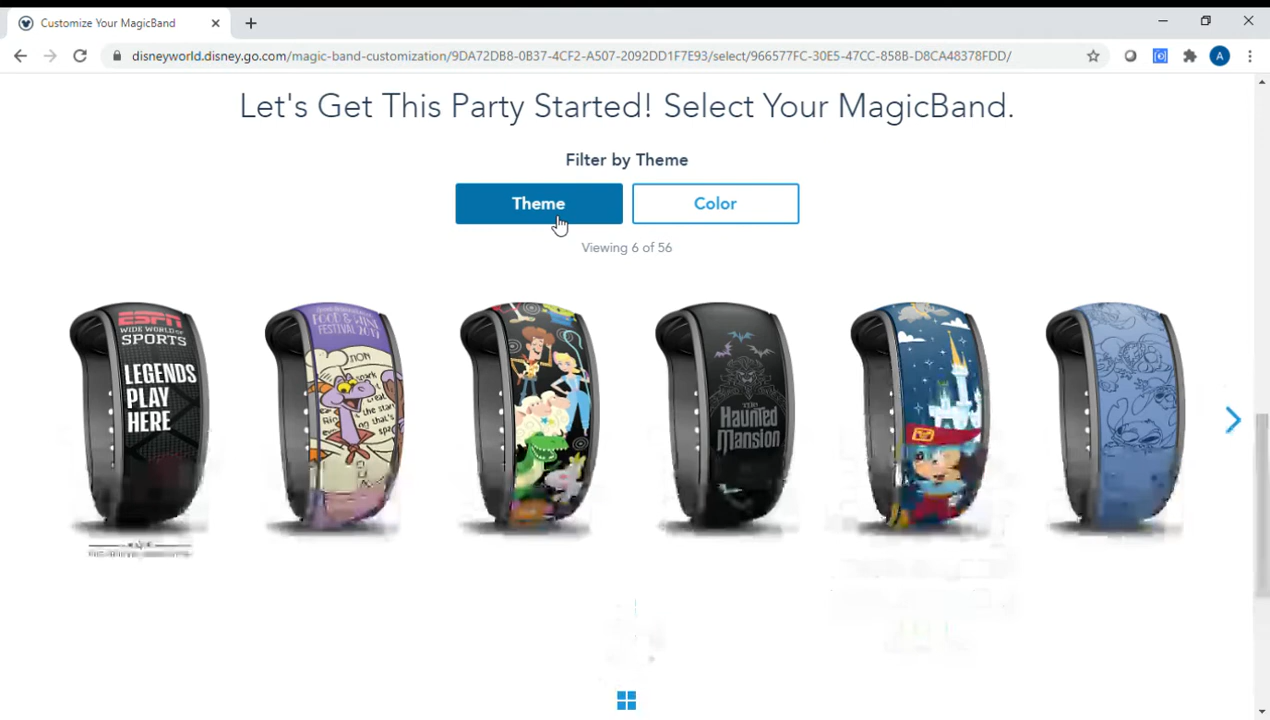 Customize Your MagicBand
disneyworld.disney.go.com/magic-band-customization/9DA72DB8-0B37-4CF2-A507-2092DD1F7E93/select/966577FC-30E5-47CC-858B-D8CA48378FDD/
A
Let's Get This Party Started! Select Your MagicBand.
Filter by Theme
Theme
Color
Viewing 6 of 56
ESPN
WIDE WORLD OF
SPORTS
LEGENDS
PLAY
HERE
FOOD & WINE
FESTIVAL 2017
The
Haunted
Mansion